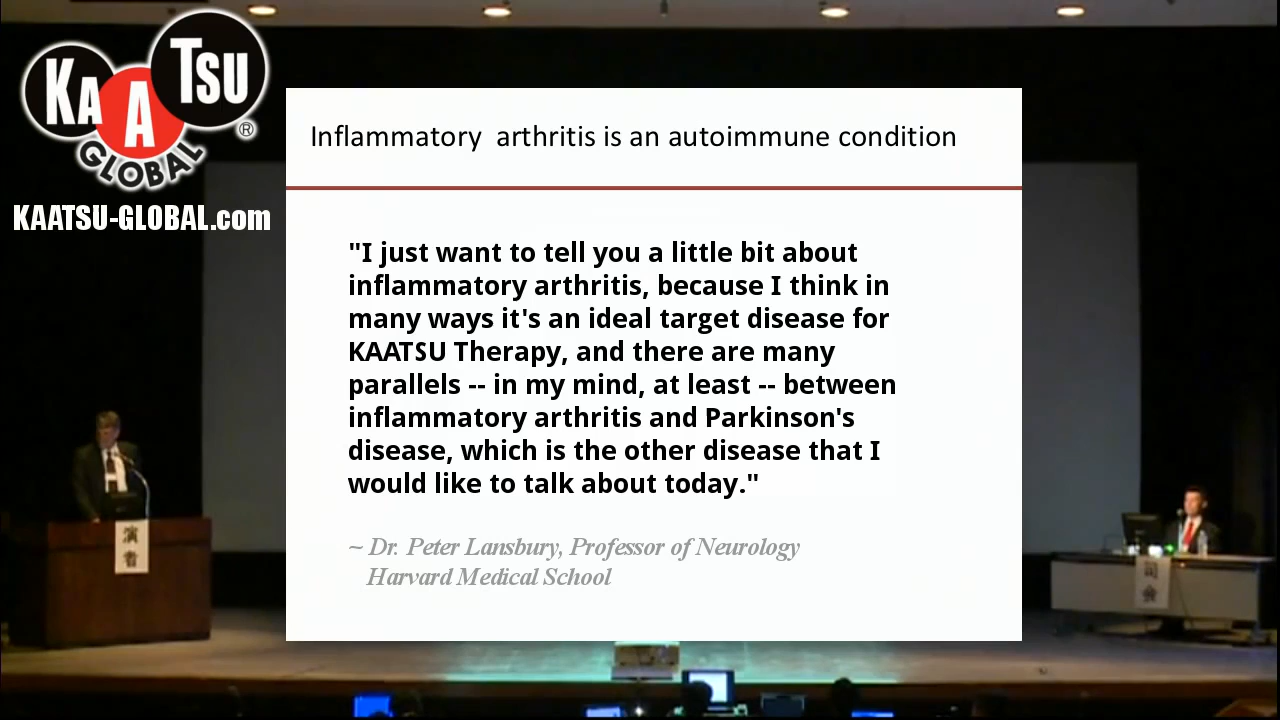 KAATSU
GLOBAL
®
KAATSU-GLOBAL.com
Inflammatory  arthritis is an autoimmune condition
"I just want to tell you a little bit about
inflammatory arthritis, because I think in
many ways it's an ideal target disease for
KAATSU Therapy, and there are many
parallels -- in my mind, at least -- between
inflammatory arthritis and Parkinson's
disease, which is the other disease that I
would like to talk about today."
~ Dr. Peter Lansbury, Professor of Neurology
Harvard Medical School
演者
司会